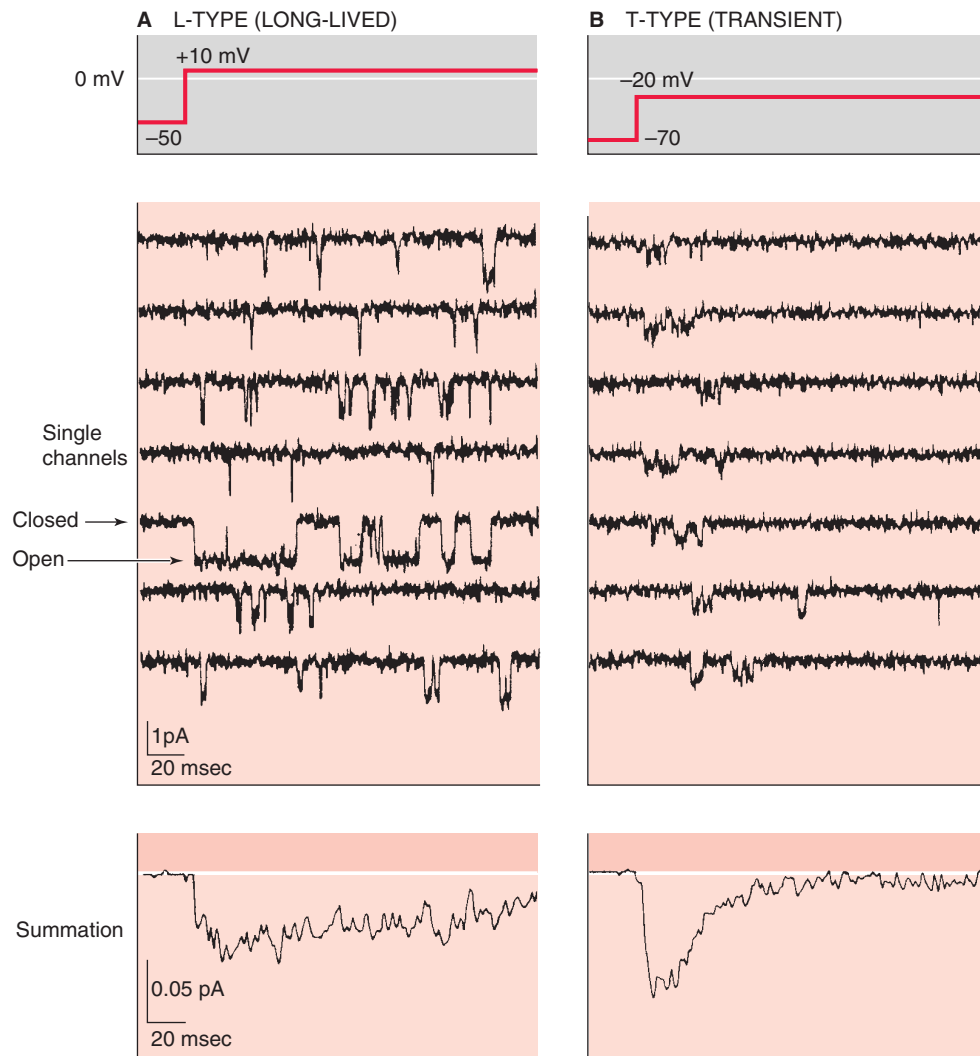 A L-TYPE (LONG-LIVED)
B T-TYPE (TRANSIENT)
+10 mV
0 mV
–50
–20 mV
–70
Single
channels
Closed
Open
1pA
20 msec
Summation
0.05 pA
20 msec